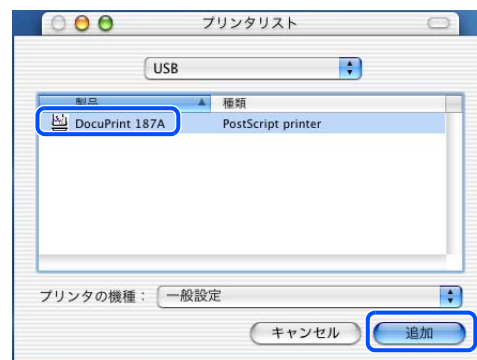 プリンタリスト
USB
製品 種類
DocuPrint 187A PostScript printer
プリンタの機種： 一般設定
キャンセル 追加